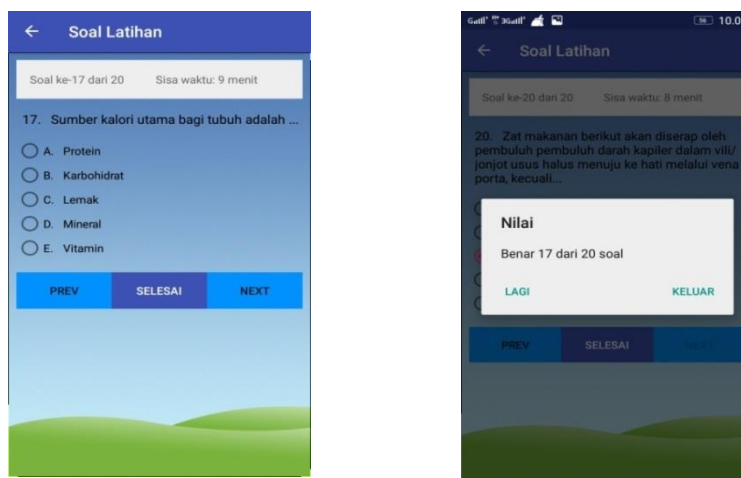 ← Soal Latihan
Soal ke-17 dari 20 Sisa waktu: 9 menit
17. Sumber kalori utama bagi tubuh adalah ...
A. Protein
B. Karbohidrat
C. Lemak
D. Mineral
E. Vitamin
PREV SELESAI NEXT
56 10.0
← Soal Latihan
Soal ke-20 dari 20 Sisa waktu: 8 menit
20. Zat makanan berikut akan diserap oleh
pembuluh pembuluh darah kapiler dalam vili/
jonjot usus halus menuju ke hati melalui vena
porta, kecuali...
Nilai
Benar 17 dari 20 soal
LAGI KELUAR
PREV SELESAI NEXT